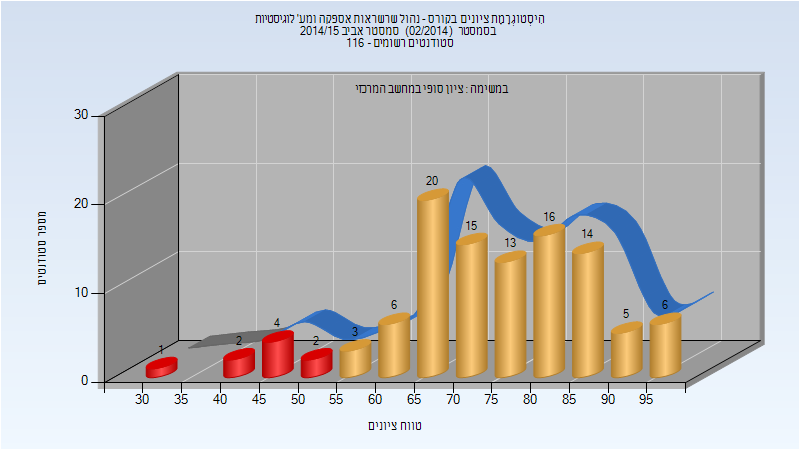 היסטוגרמת ציונים בקורס - נהול שרשראות אספקה ומע' לוגיסטיות
בסמסטר (02/2014) סמסטר אביב 2014/15
סטודנטים רשומים - 116
במשימה : ציון סופי במחשב המרכזי
מספר סטודנטים
30
20
10
0
1
2
4
2
3
6
20
15
13
16
14
5
6
30 35 40 45 50 55 60 65 70 75 80 85 90 95
טווח ציונים